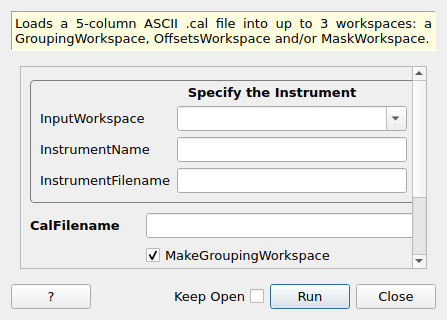 Loads a 5-column ASCII .cal file into up to 3 workspaces: a
GroupingWorkspace, OffsetsWorkspace and/or MaskWorkspace.
Specify the Instrument
InputWorkspace
InstrumentName
InstrumentFilename
CalFilename
MakeGroupingWorkspace
?
Keep Open
Run
Close